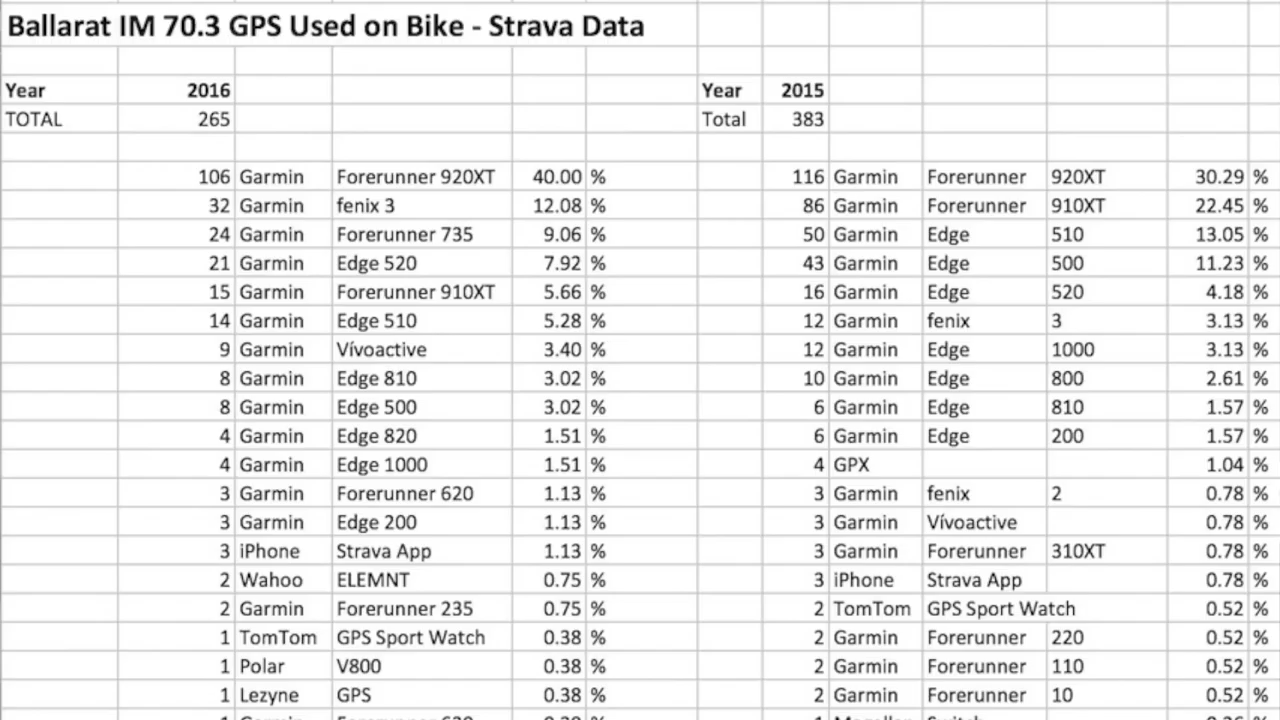 Ballarat IM 70.3 GPS Used on Bike - Strava Data
Year 2016 Year 2015
TOTAL 265 Total 383
106 Garmin Forerunner 920XT 40.00 % 116 Garmin Forerunner 920XT 30.29 %
32 Garmin fenix 3 12.08 % 86 Garmin Forerunner 910XT 22.45 %
24 Garmin Forerunner 735 9.06 % 50 Garmin Edge 510 13.05 %
21 Garmin Edge 520 7.92 % 43 Garmin Edge 500 11.23 %
15 Garmin Forerunner 910XT 5.66 % 16 Garmin Edge 520 4.18 %
14 Garmin Edge 510 5.28 % 12 Garmin fenix 3 3.13 %
9 Garmin Vívoactive 3.40 % 12 Garmin Edge 1000 3.13 %
8 Garmin Edge 810 3.02 % 10 Garmin Edge 800 2.61 %
8 Garmin Edge 500 3.02 % 6 Garmin Edge 810 1.57 %
4 Garmin Edge 820 1.51 % 6 Garmin Edge 200 1.57 %
4 Garmin Edge 1000 1.51 % 4 GPX 1.04 %
3 Garmin Forerunner 620 1.13 % 3 Garmin fenix 2 0.78 %
3 Garmin Edge 200 1.13 % 3 Garmin Vívoactive 0.78 %
3 iPhone Strava App 1.13 % 3 Garmin Forerunner 310XT 0.78 %
2 Wahoo ELEMNT 0.75 % 3 iPhone Strava App 0.78 %
2 Garmin Forerunner 235 0.75 % 2 TomTom GPS Sport Watch 0.52 %
1 TomTom GPS Sport Watch 0.38 % 2 Garmin Forerunner 220 0.52 %
1 Polar V800 0.38 % 2 Garmin Forerunner 110 0.52 %
1 Lezyne GPS 0.38 % 2 Garmin Forerunner 10 0.52 %